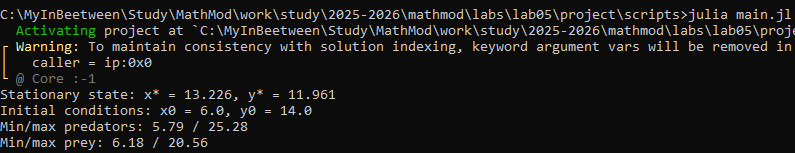 C:\MyInBeetween\Study\MathMod\work\study\2025-2026\mathmod\labs\lab05\project\scripts>julia main.jl
Activating project at `C:\MyInBeetween\Study\MathMod\work\study\2025-2026\mathmod\labs\lab05\proje
Warning: To maintain consistency with solution indexing, keyword argument vars will be removed in
caller = ip:0x0
@ Core :-1
Stationary state: x* = 13.226, y* = 11.961
Initial conditions: x0 = 6.0, y0 = 14.0
Min/max predators: 5.79 / 25.28
Min/max prey: 6.18 / 20.56